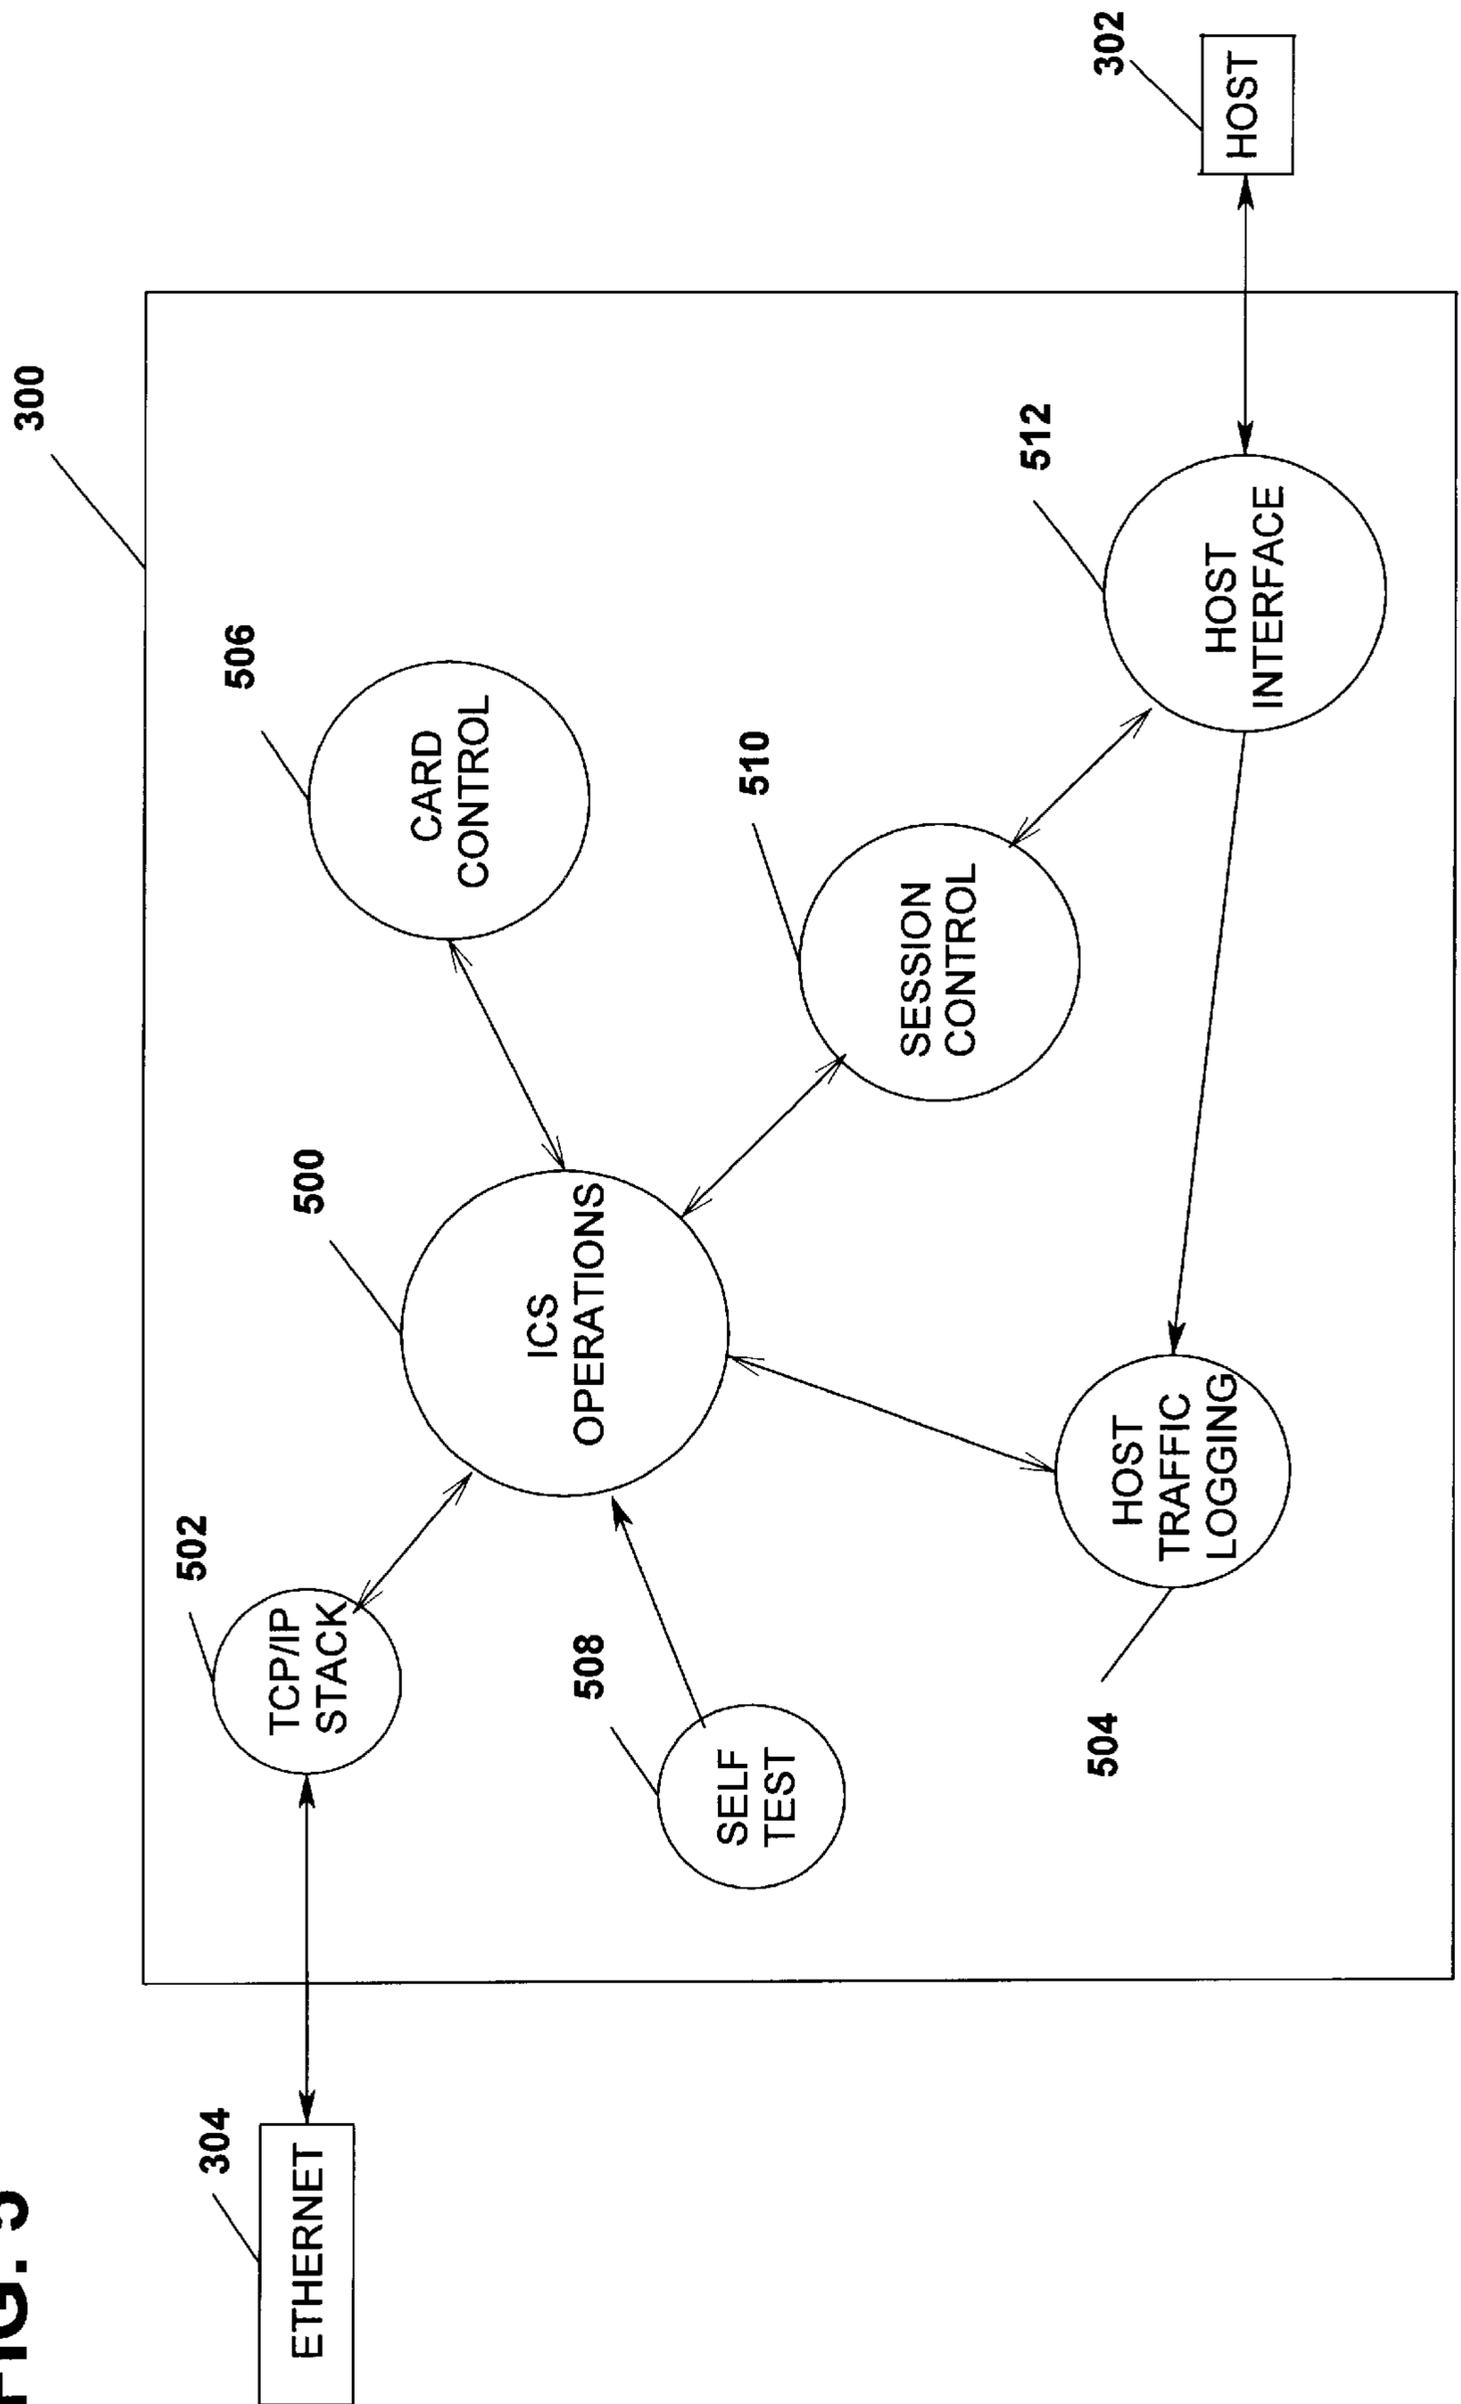 FIG. 5
300
302
HOST
304
ETHERNET
502
TCP/IP
STACK
500
ICS
OPERATIONS
506
CARD
CONTROL
508
SELF
TEST
510
SESSION
CONTROL
512
HOST
INTERFACE
504
HOST
TRAFFIC
LOGGING